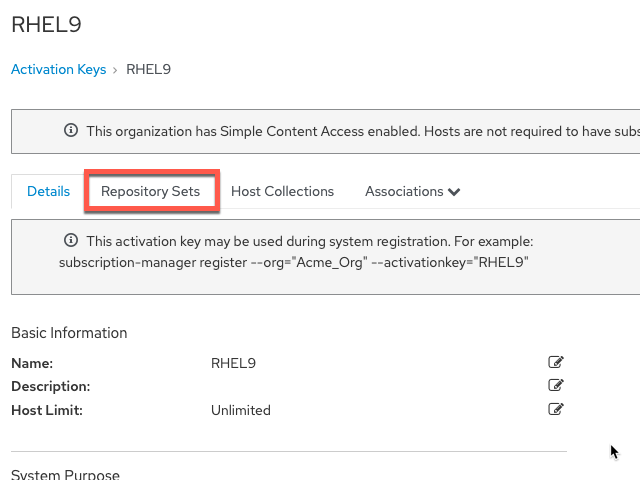 RHEL9
Activation Keys › RHEL9
This organization has Simple Content Access enabled. Hosts are not required to have subs
Details Repository Sets Host Collections Associations
This activation key may be used during system registration. For example:
subscription-manager register --org="Acme_Org" --activationkey="RHEL9"
Basic Information
Name: RHEL9
Description:
Host Limit: Unlimited
System Purpose